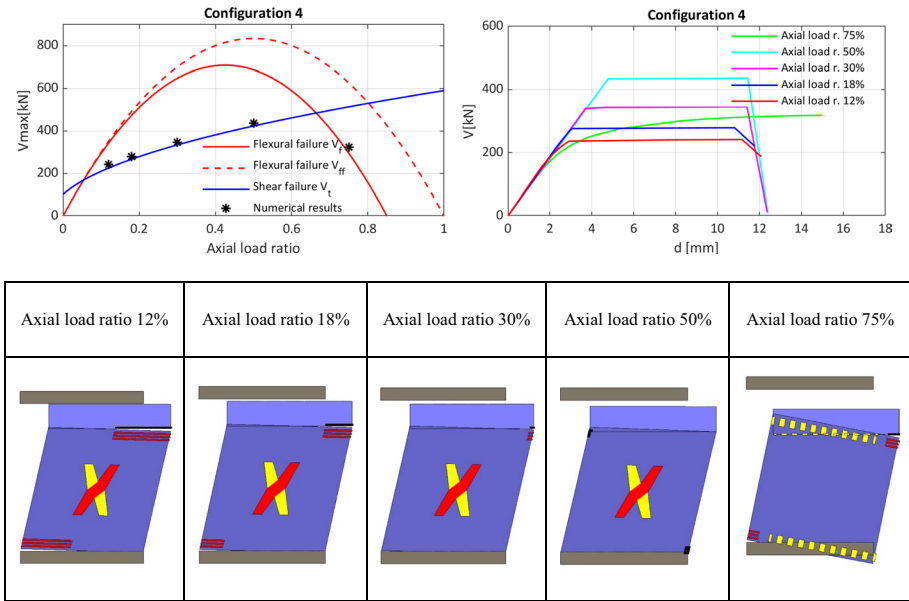 Configuration 4
Vmax[kN]
800
600
400
200
0
Flexural failure V_f
Flexural failure V_ff
Shear failure V_t
Numerical results
0 0.2 0.4 0.6 0.8 1
Axial load ratio
Configuration 4
V[kN]
600
400
200
0
Axial load r. 75%
Axial load r. 50%
Axial load r. 30%
Axial load r. 18%
Axial load r. 12%
0 2 4 6 8 10 12 14 16 18
d [mm]
Axial load ratio 12% Axial load ratio 18% Axial load ratio 30% Axial load ratio 50% Axial load ratio 75%